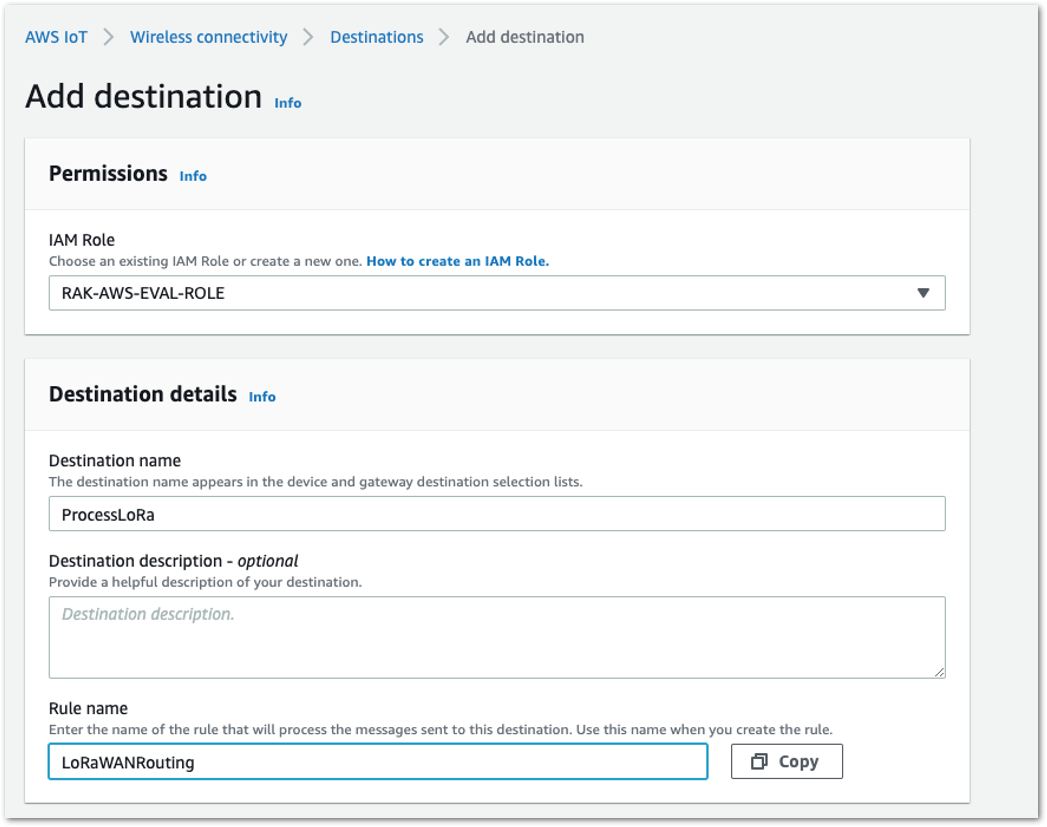 AWS IoT > Wireless connectivity > Destinations > Add destination
Add destination Info
Permissions Info
IAM Role
Choose an existing IAM Role or create a new one. How to create an IAM Role.
RAK-AWS-EVAL-ROLE
Destination details Info
Destination name
The destination name appears in the device and gateway destination selection lists.
ProcessLoRa
Destination description - optional
Provide a helpful description of your destination.
Destination description.
Rule name
Enter the name of the rule that will process the messages sent to this destination. Use this name when you create the rule.
LoRaWANRouting Copy